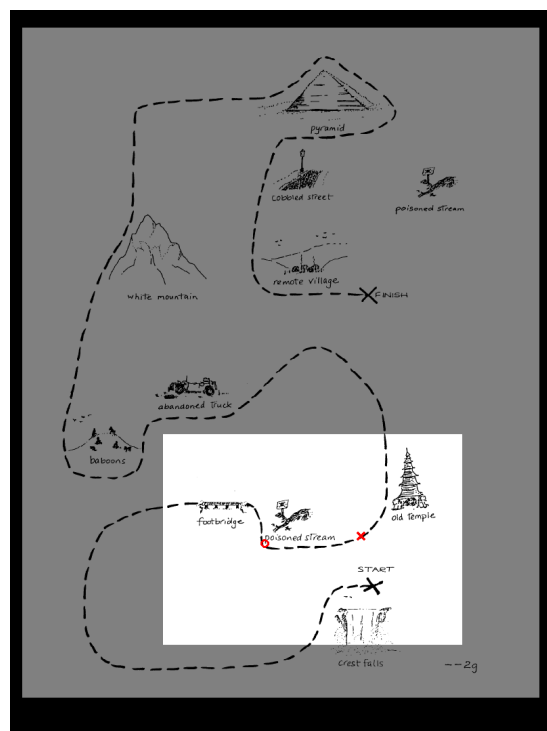 pyramid
cobbled street
poisoned stream
remote village
white mountain
FINISH
abandoned truck
baboons
old temple
footbridge
poisoned stream
START
crest falls
--2g